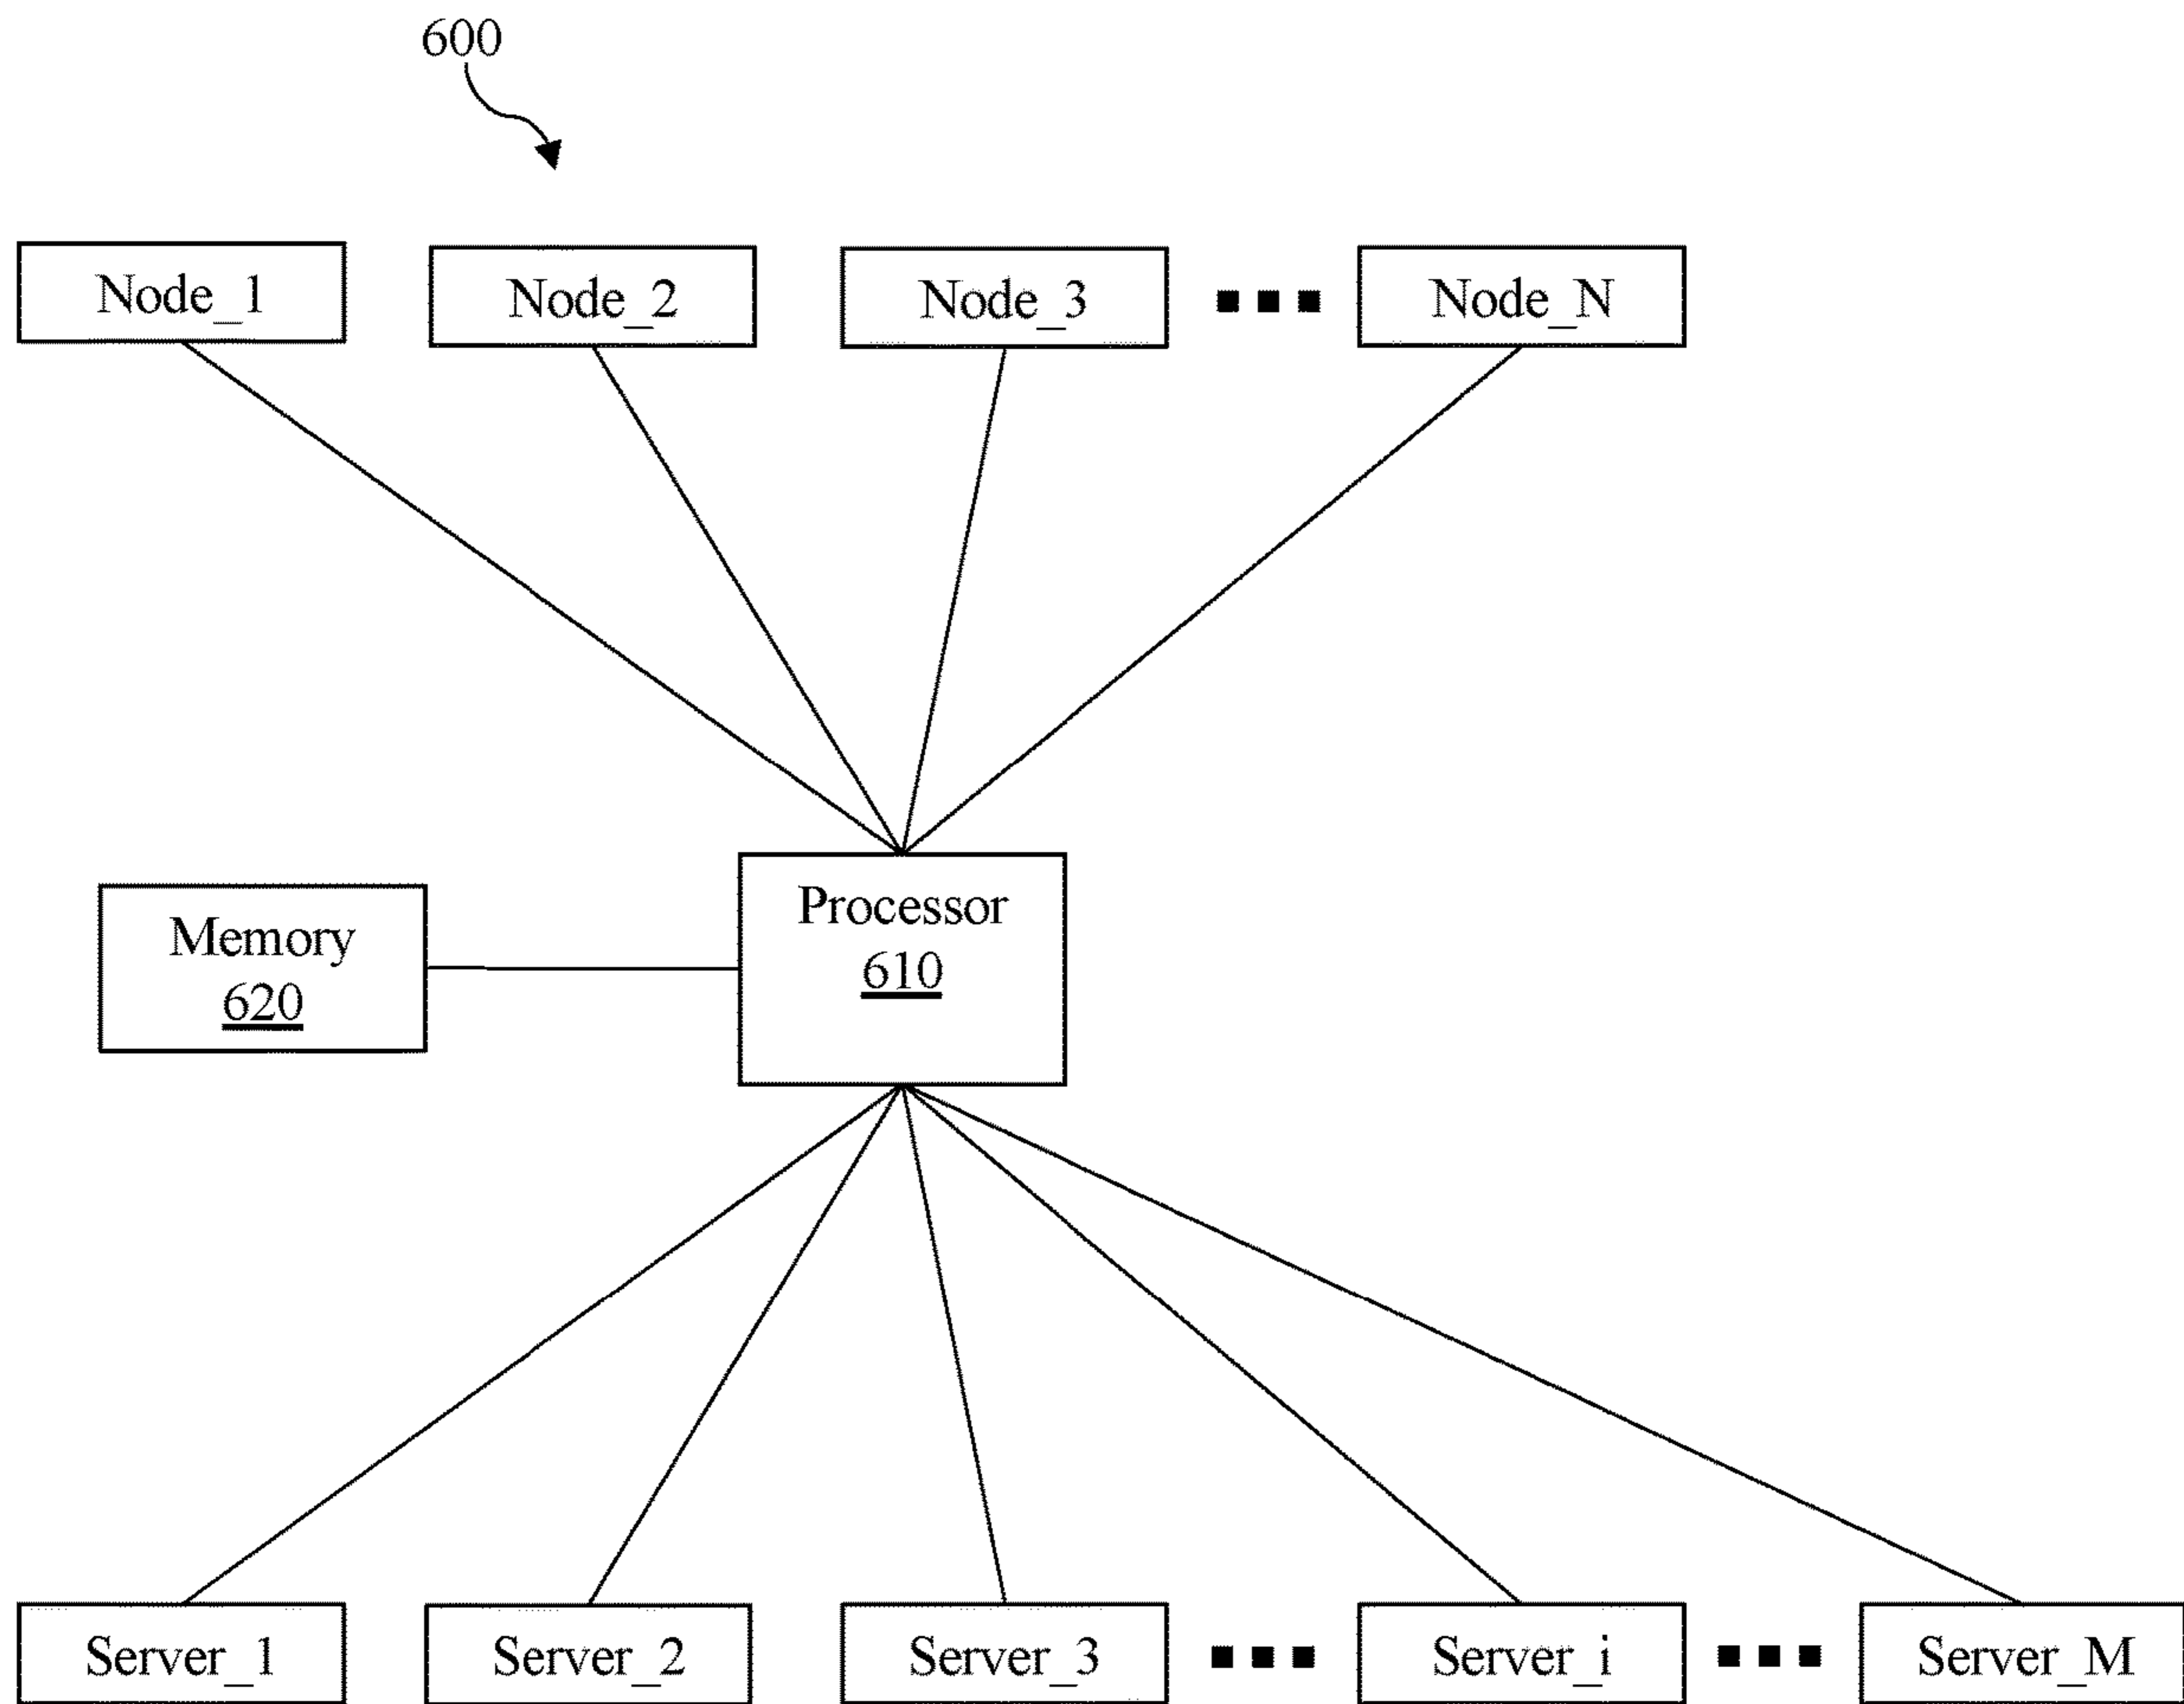 600
Node_1
Node_2
Node_3
Node_N
Processor
610
Memory
620
Server_1
Server_2
Server_3
Server_i
Server_M